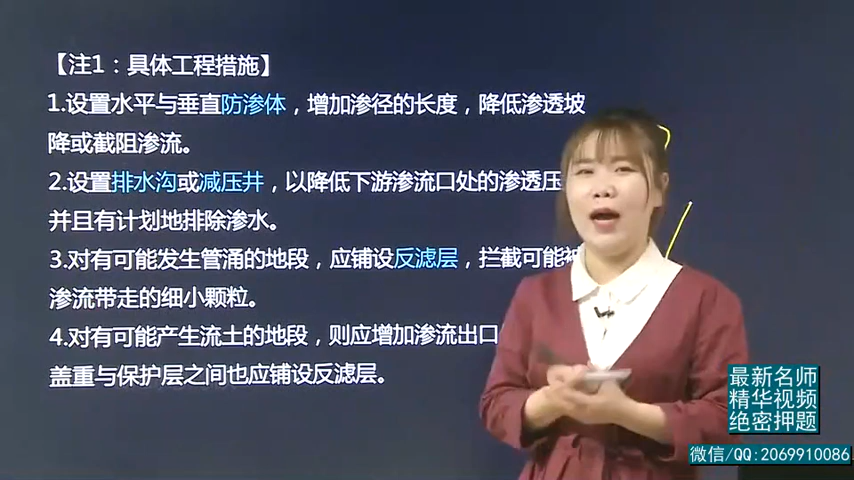 【注1：具体工程措施】
1.设置水平与垂直防渗体，增加渗径的长度，降低渗透坡
降或截阻渗流。
2.设置排水沟或减压井，以降低下游渗流口处的渗透压
并且有计划地排除渗水。
3.对有可能发生管涌的地段，应铺设反滤层，拦截可能被
渗流带走的细小颗粒。
4.对有可能产生流土的地段，则应增加渗流出口
盖重与保护层之间也应铺设反滤层。
最新名师
精华视频
绝密押题
微信/QQ:2069910086